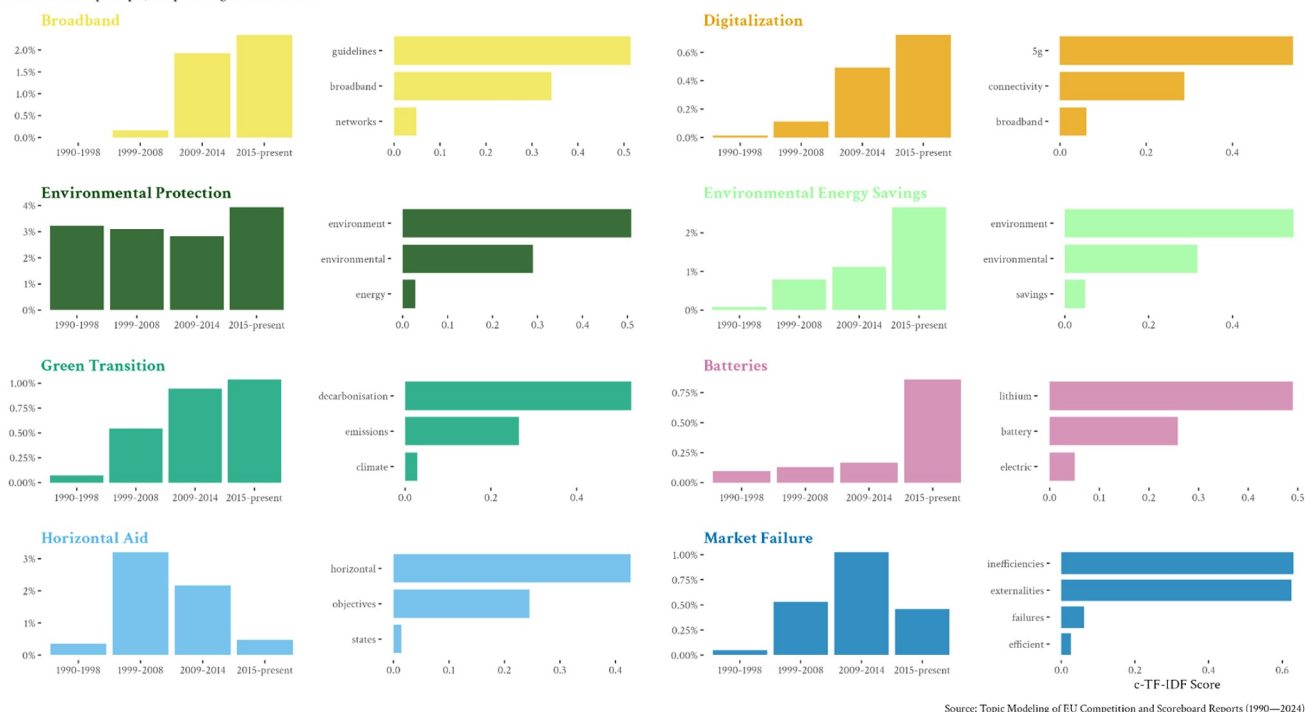 Broadband
2.0%
1.5%
1.0%
0.5%
0.0%
1990-1998 1999-2008 2009-2014 2015-present
guidelines
broadband
networks
0.0 0.1 0.2 0.3 0.4 0.5
Digitalization
0.6%
0.4%
0.2%
0.0%
1990-1998 1999-2008 2009-2014 2015-present
5g
connectivity
broadband
0.0 0.2 0.4
Environmental Protection
4%
3%
2%
1%
0%
1990-1998 1999-2008 2009-2014 2015-present
environment
environmental
energy
0.0 0.1 0.2 0.3 0.4 0.5
Environmental Energy Savings
2%
1%
0%
1990-1998 1999-2008 2009-2014 2015-present
environment
environmental
savings
0.0 0.2 0.4
Green Transition
1.00%
0.75%
0.50%
0.25%
0.00%
1990-1998 1999-2008 2009-2014 2015-present
decarbonisation
emissions
climate
0.0 0.2 0.4
Batteries
0.75%
0.50%
0.25%
0.00%
1990-1998 1999-2008 2009-2014 2015-present
lithium
battery
electric
0.0 0.1 0.2 0.3 0.4 0.5
Horizontal Aid
3%
2%
1%
0%
1990-1998 1999-2008 2009-2014 2015-present
horizontal
objectives
states
0.0 0.1 0.2 0.3 0.4
Market Failure
1.00%
0.75%
0.50%
0.25%
0.00%
1990-1998 1999-2008 2009-2014 2015-present
inefficiencies
externalities
failures
efficient
0.0 0.2 0.4 0.6
c-TF-IDF Score
Source: Topic Modeling of EU Competition and Scoreboard Reports (1990—2024)